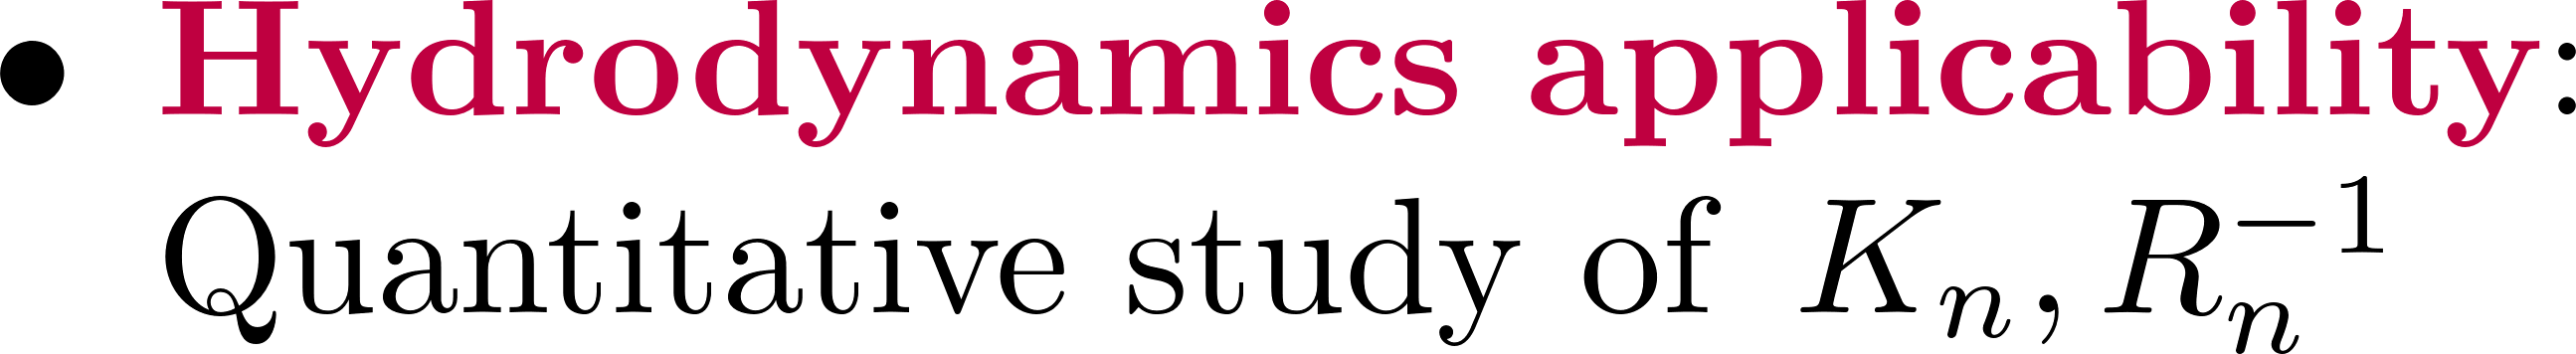 • Hydrodynamics applicability:
Quantitative study of $K_n, R_n^{-1}$